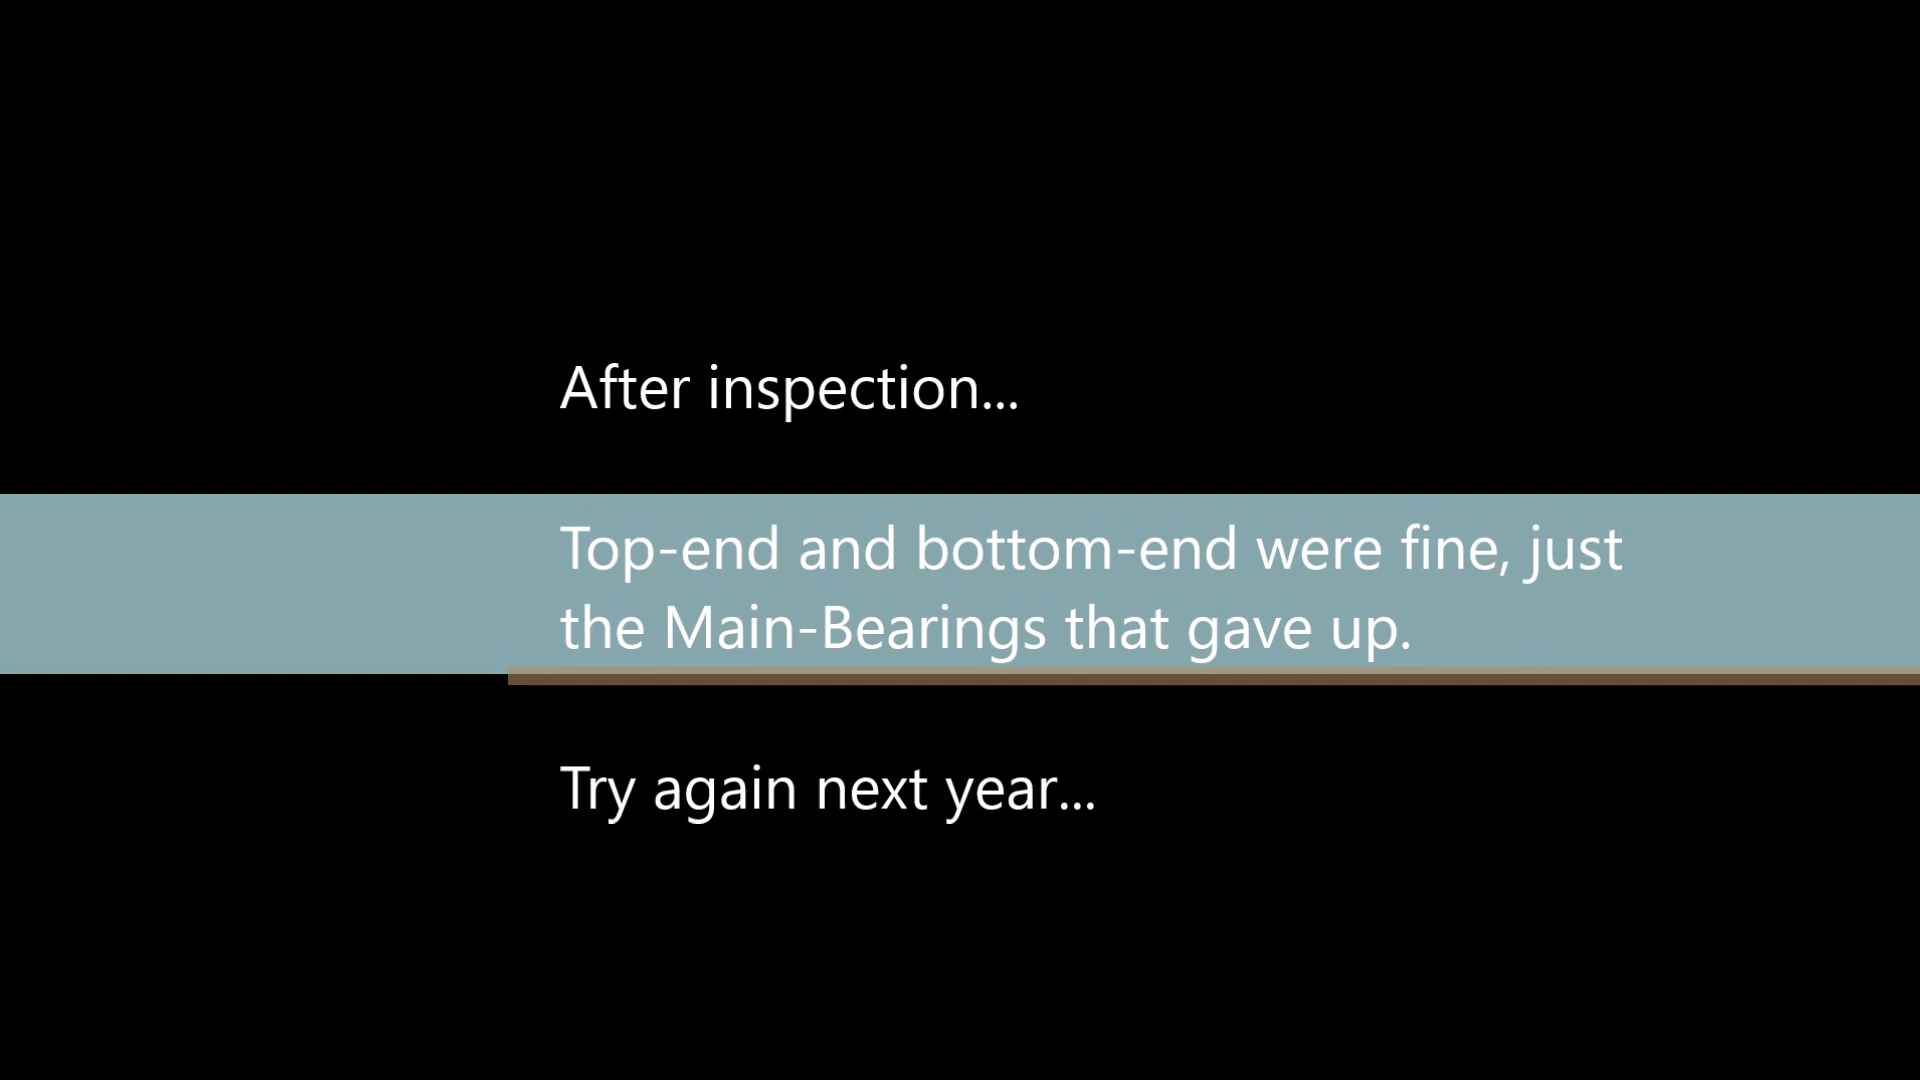 After inspection...
Top-end and bottom-end were fine, just
the Main-Bearings that gave up.
Try again next year...